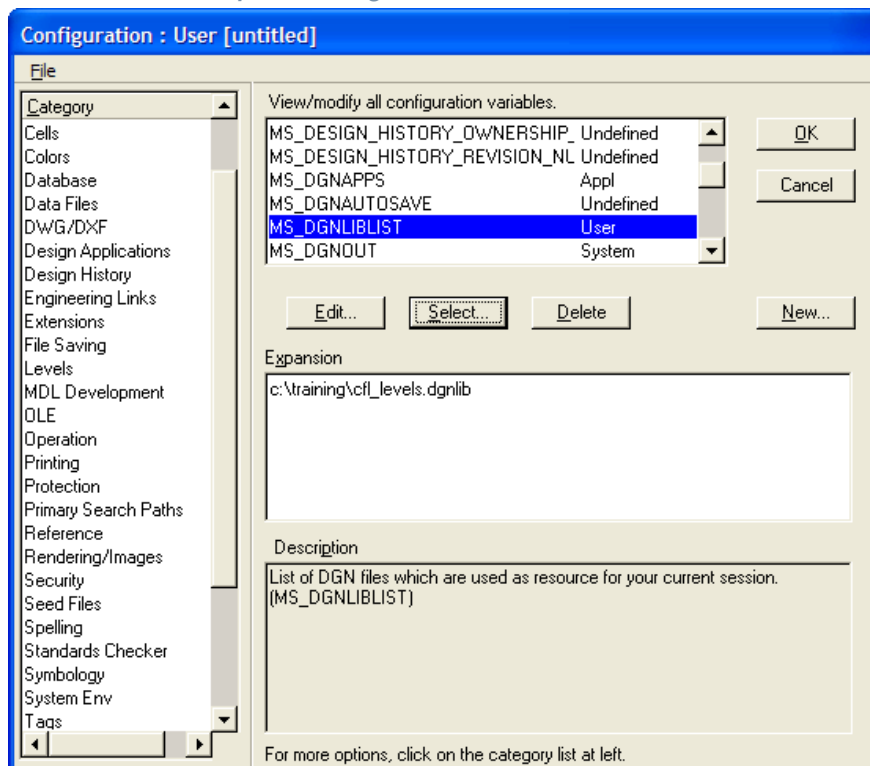 Configuration : User [untitled]
File
Category
Cells
Colors
Database
Data Files
DWG/DXF
Design Applications
Design History
Engineering Links
Extensions
File Saving
Levels
MDL Development
OLE
Operation
Printing
Protection
Primary Search Paths
Reference
Rendering/Images
Security
Seed Files
Spelling
Standards Checker
Symbology
System Env
Tags
View/modify all configuration variables.
MS_DESIGN_HISTORY_OWNERSHIP_ Undefined
MS_DESIGN_HISTORY_REVISION_NU Undefined
MS_DGNAPPS Appl
MS_DGNAUTOSAVE Undefined
MS_DGNLIBLIST User
MS_DGNOUT System
OK
Cancel
Edit... Select... Delete New...
Expansion
c:\training\cfl_levels.dgnlib
Description
List of DGN files which are used as resource for your current session.
(MS_DGNLIBLIST)
For more options, click on the category list at left.